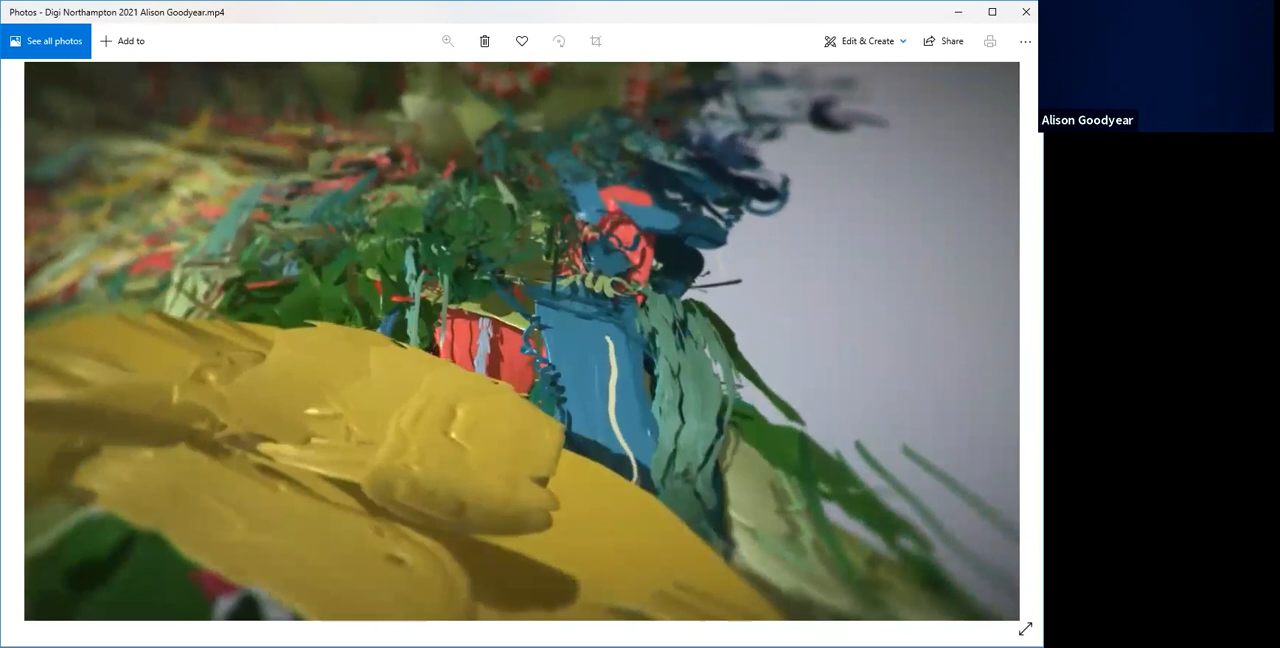 Photos - Digi Northampton 2021 Alison Goodyear.mp4
See all photos
Add to
Edit & Create
Share
Alison Goodyear